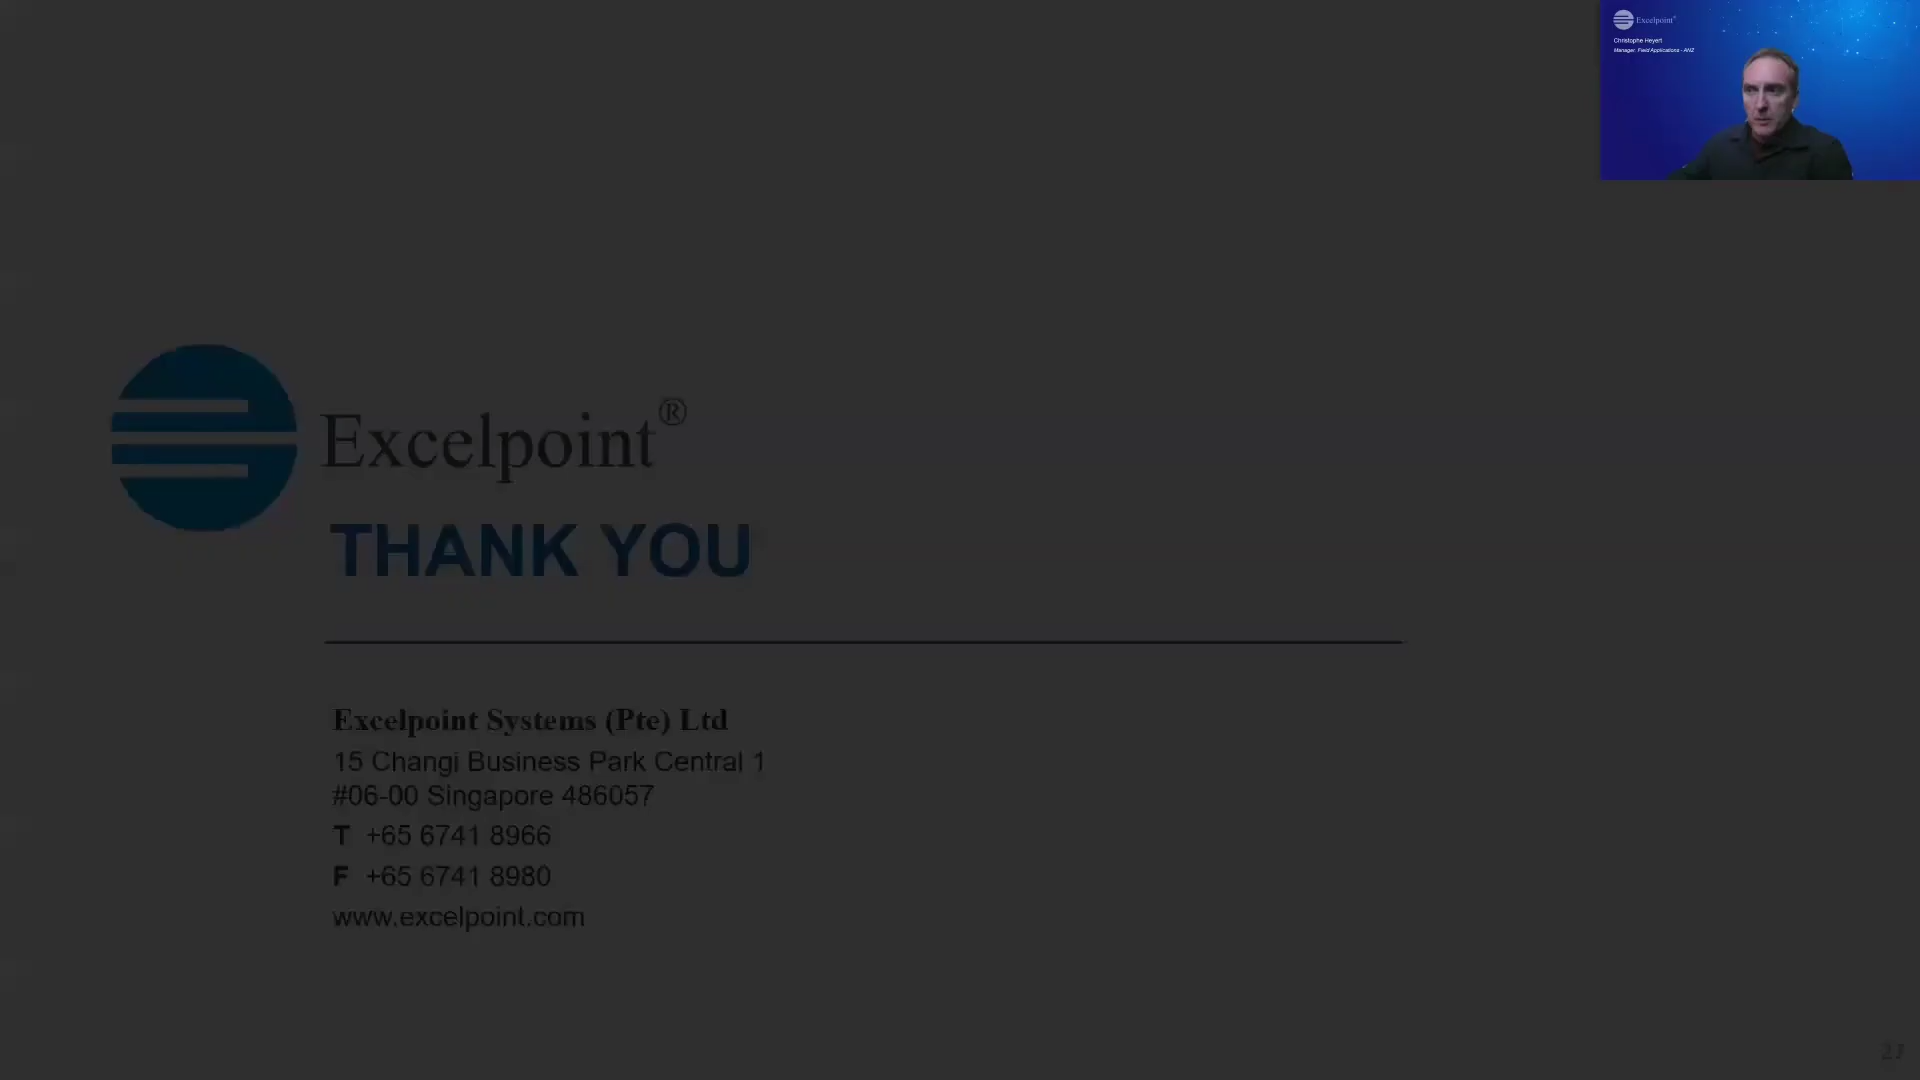 Excelpoint®
Christophe Heyert
Manager, Field Applications - ANZ
Excelpoint®
THANK YOU
Excelpoint Systems (Pte) Ltd
15 Changi Business Park Central 1
#06-00 Singapore 486057
T +65 6741 8966
F +65 6741 8980
www.excelpoint.com